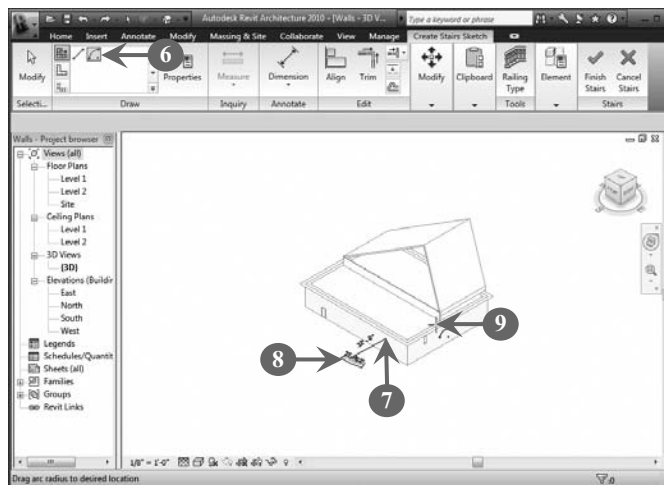 Autodesk Revit Architecture 2010 - [Walls - 3D V...
Type a keyword or phrase
Home Insert Annotate Modify Massing & Site Collaborate View Manage Create Stairs Sketch
6
Modify
Properties
Measure
Dimension
Align
Trim
Modify
Clipboard
Railing Type
Element
Finish Stairs
Cancel Stairs
Selecti... Draw Inquiry Annotate Edit Tools Stairs
Walls - Project browser
Views (all)
Floor Plans
Level 1
Level 2
Site
Ceiling Plans
Level 1
Level 2
3D Views
{3D}
Elevations (Buildin
East
North
South
West
Legends
Schedules/Quantit
Sheets (all)
Families
Groups
Revit Links
9
8
7
1/8" = 1'-0"
Drag arc radius to desired location
:0